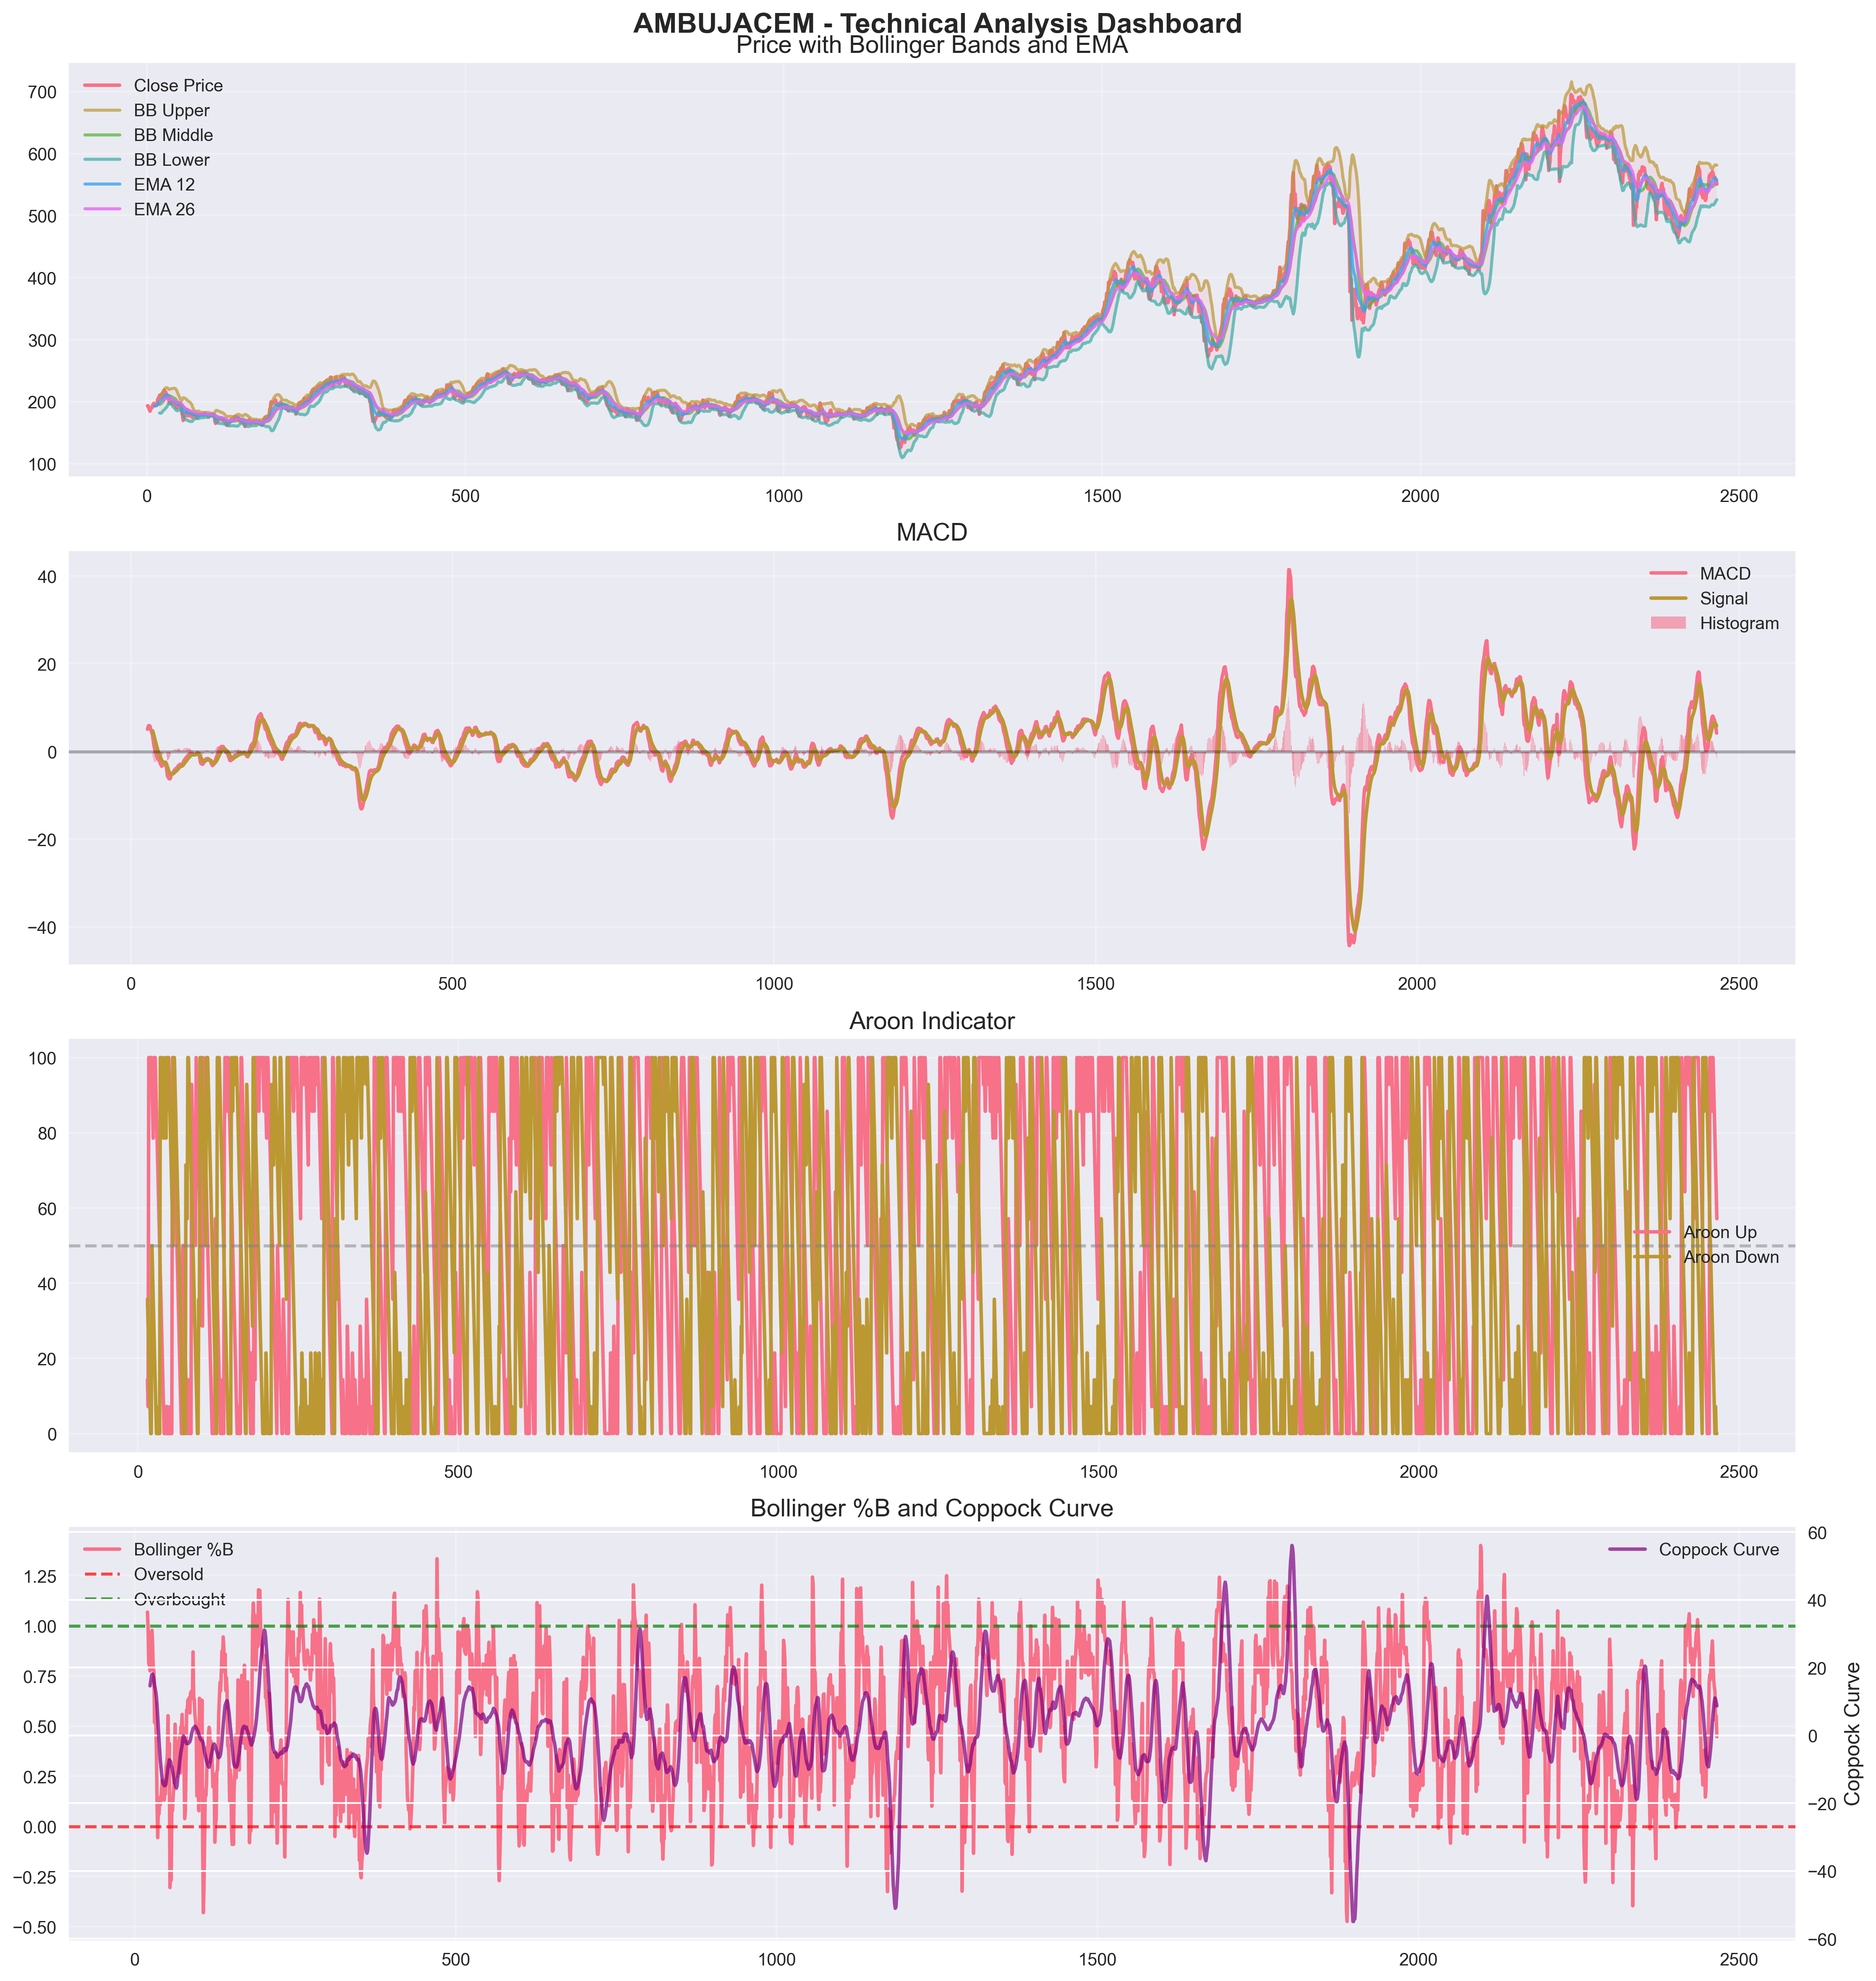 AMBUJACEM - Technical Analysis Dashboard
Price with Bollinger Bands and EMA
Close Price
BB Upper
BB Middle
BB Lower
EMA 12
EMA 26
700
600
500
400
300
200
100
0 500 1000 1500 2000 2500
MACD
MACD
Signal
Histogram
40
20
0
−20
−40
0 500 1000 1500 2000 2500
Aroon Indicator
100
80
60
40
20
0
Aroon Up
Aroon Down
0 500 1000 1500 2000 2500
Bollinger %B and Coppock Curve
Bollinger %B
Oversold
Overbought
Coppock Curve
1.25
1.00
0.75
0.50
0.25
0.00
−0.25
−0.50
60
40
20
0
−20
−40
−60
Coppock Curve
0 500 1000 1500 2000 2500